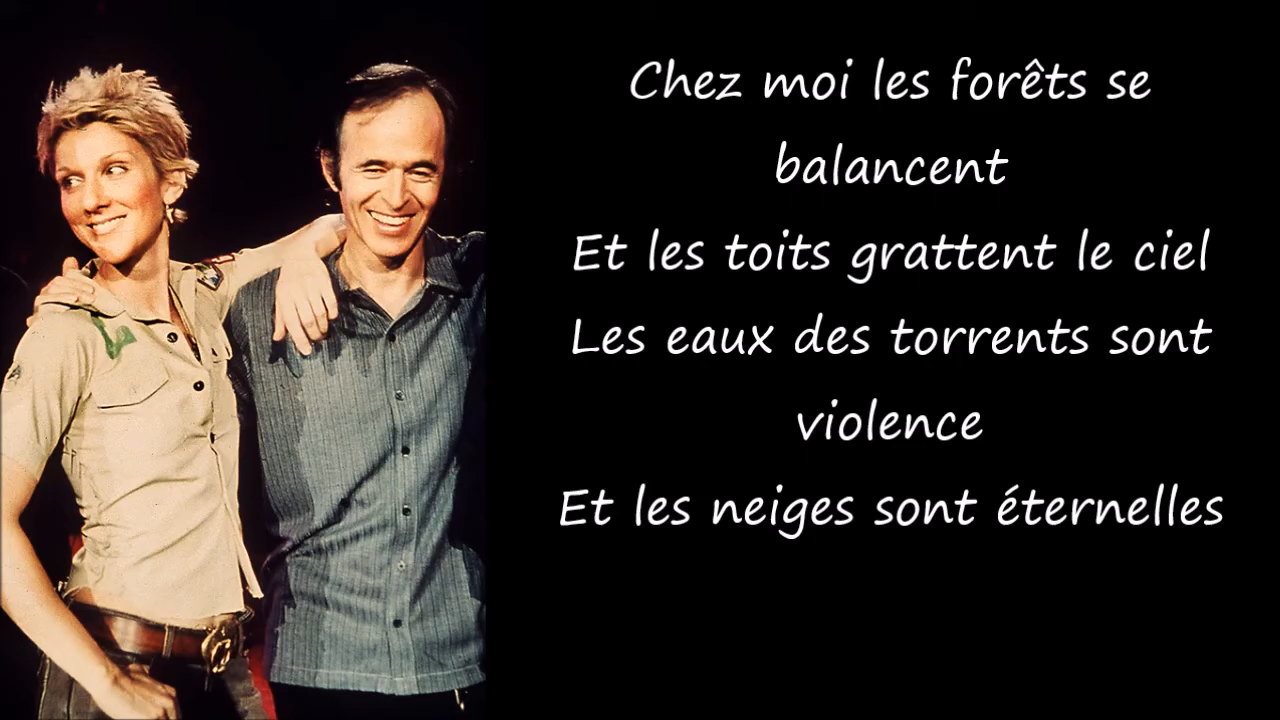 Chez moi les forêts se
balancent
Et les toits grattent le ciel
Les eaux des torrents sont
violence
Et les neiges sont éternelles